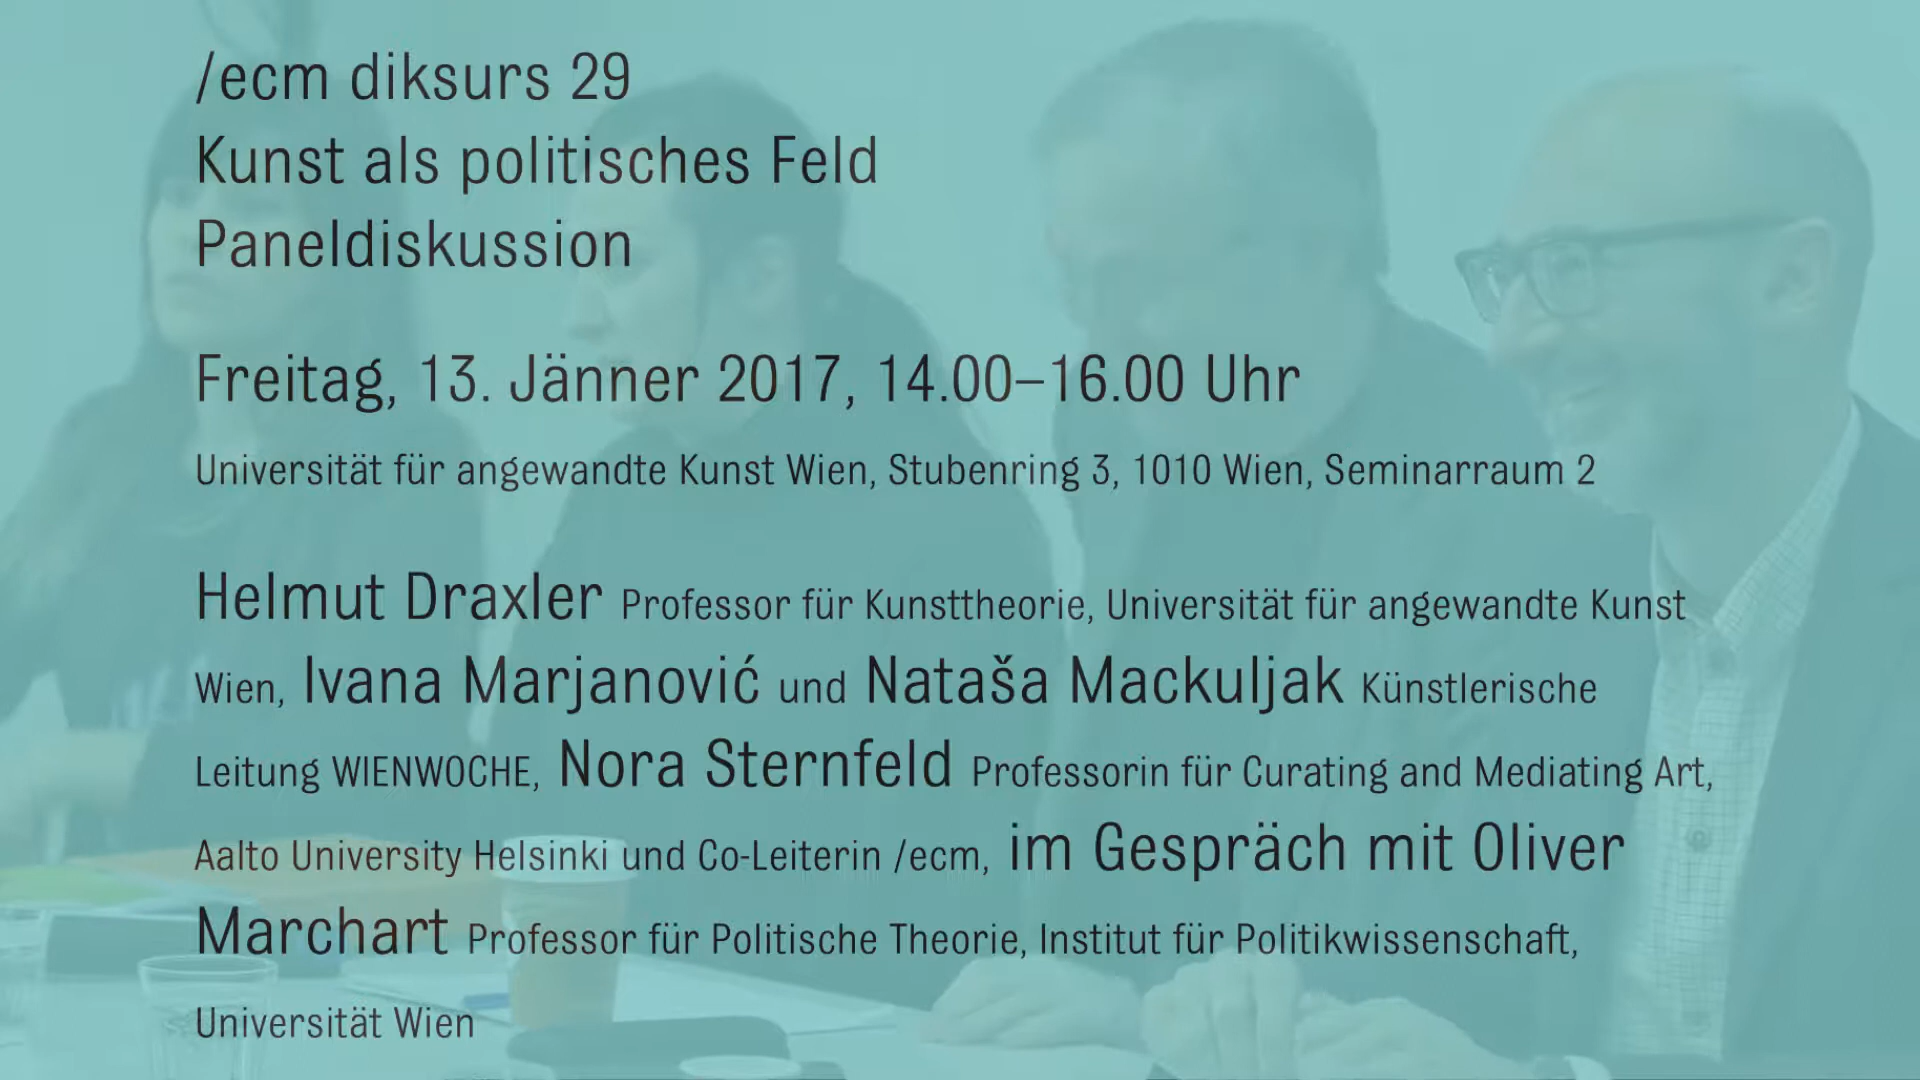 /ecm diksurs 29
Kunst als politisches Feld
Paneldiskussion
Freitag, 13. Jänner 2017, 14.00–16.00 Uhr
Universität für angewandte Kunst Wien, Stubenring 3, 1010 Wien, Seminarraum 2
Helmut Draxler Professor für Kunsttheorie, Universität für angewandte Kunst
Wien, Ivana Marjanović und Nataša Mackuljak Künstlerische
Leitung WIENWOCHE, Nora Sternfeld Professorin für Curating and Mediating Art,
Aalto University Helsinki und Co-Leiterin /ecm, im Gespräch mit Oliver
Marchart Professor für Politische Theorie, Institut für Politikwissenschaft,
Universität Wien